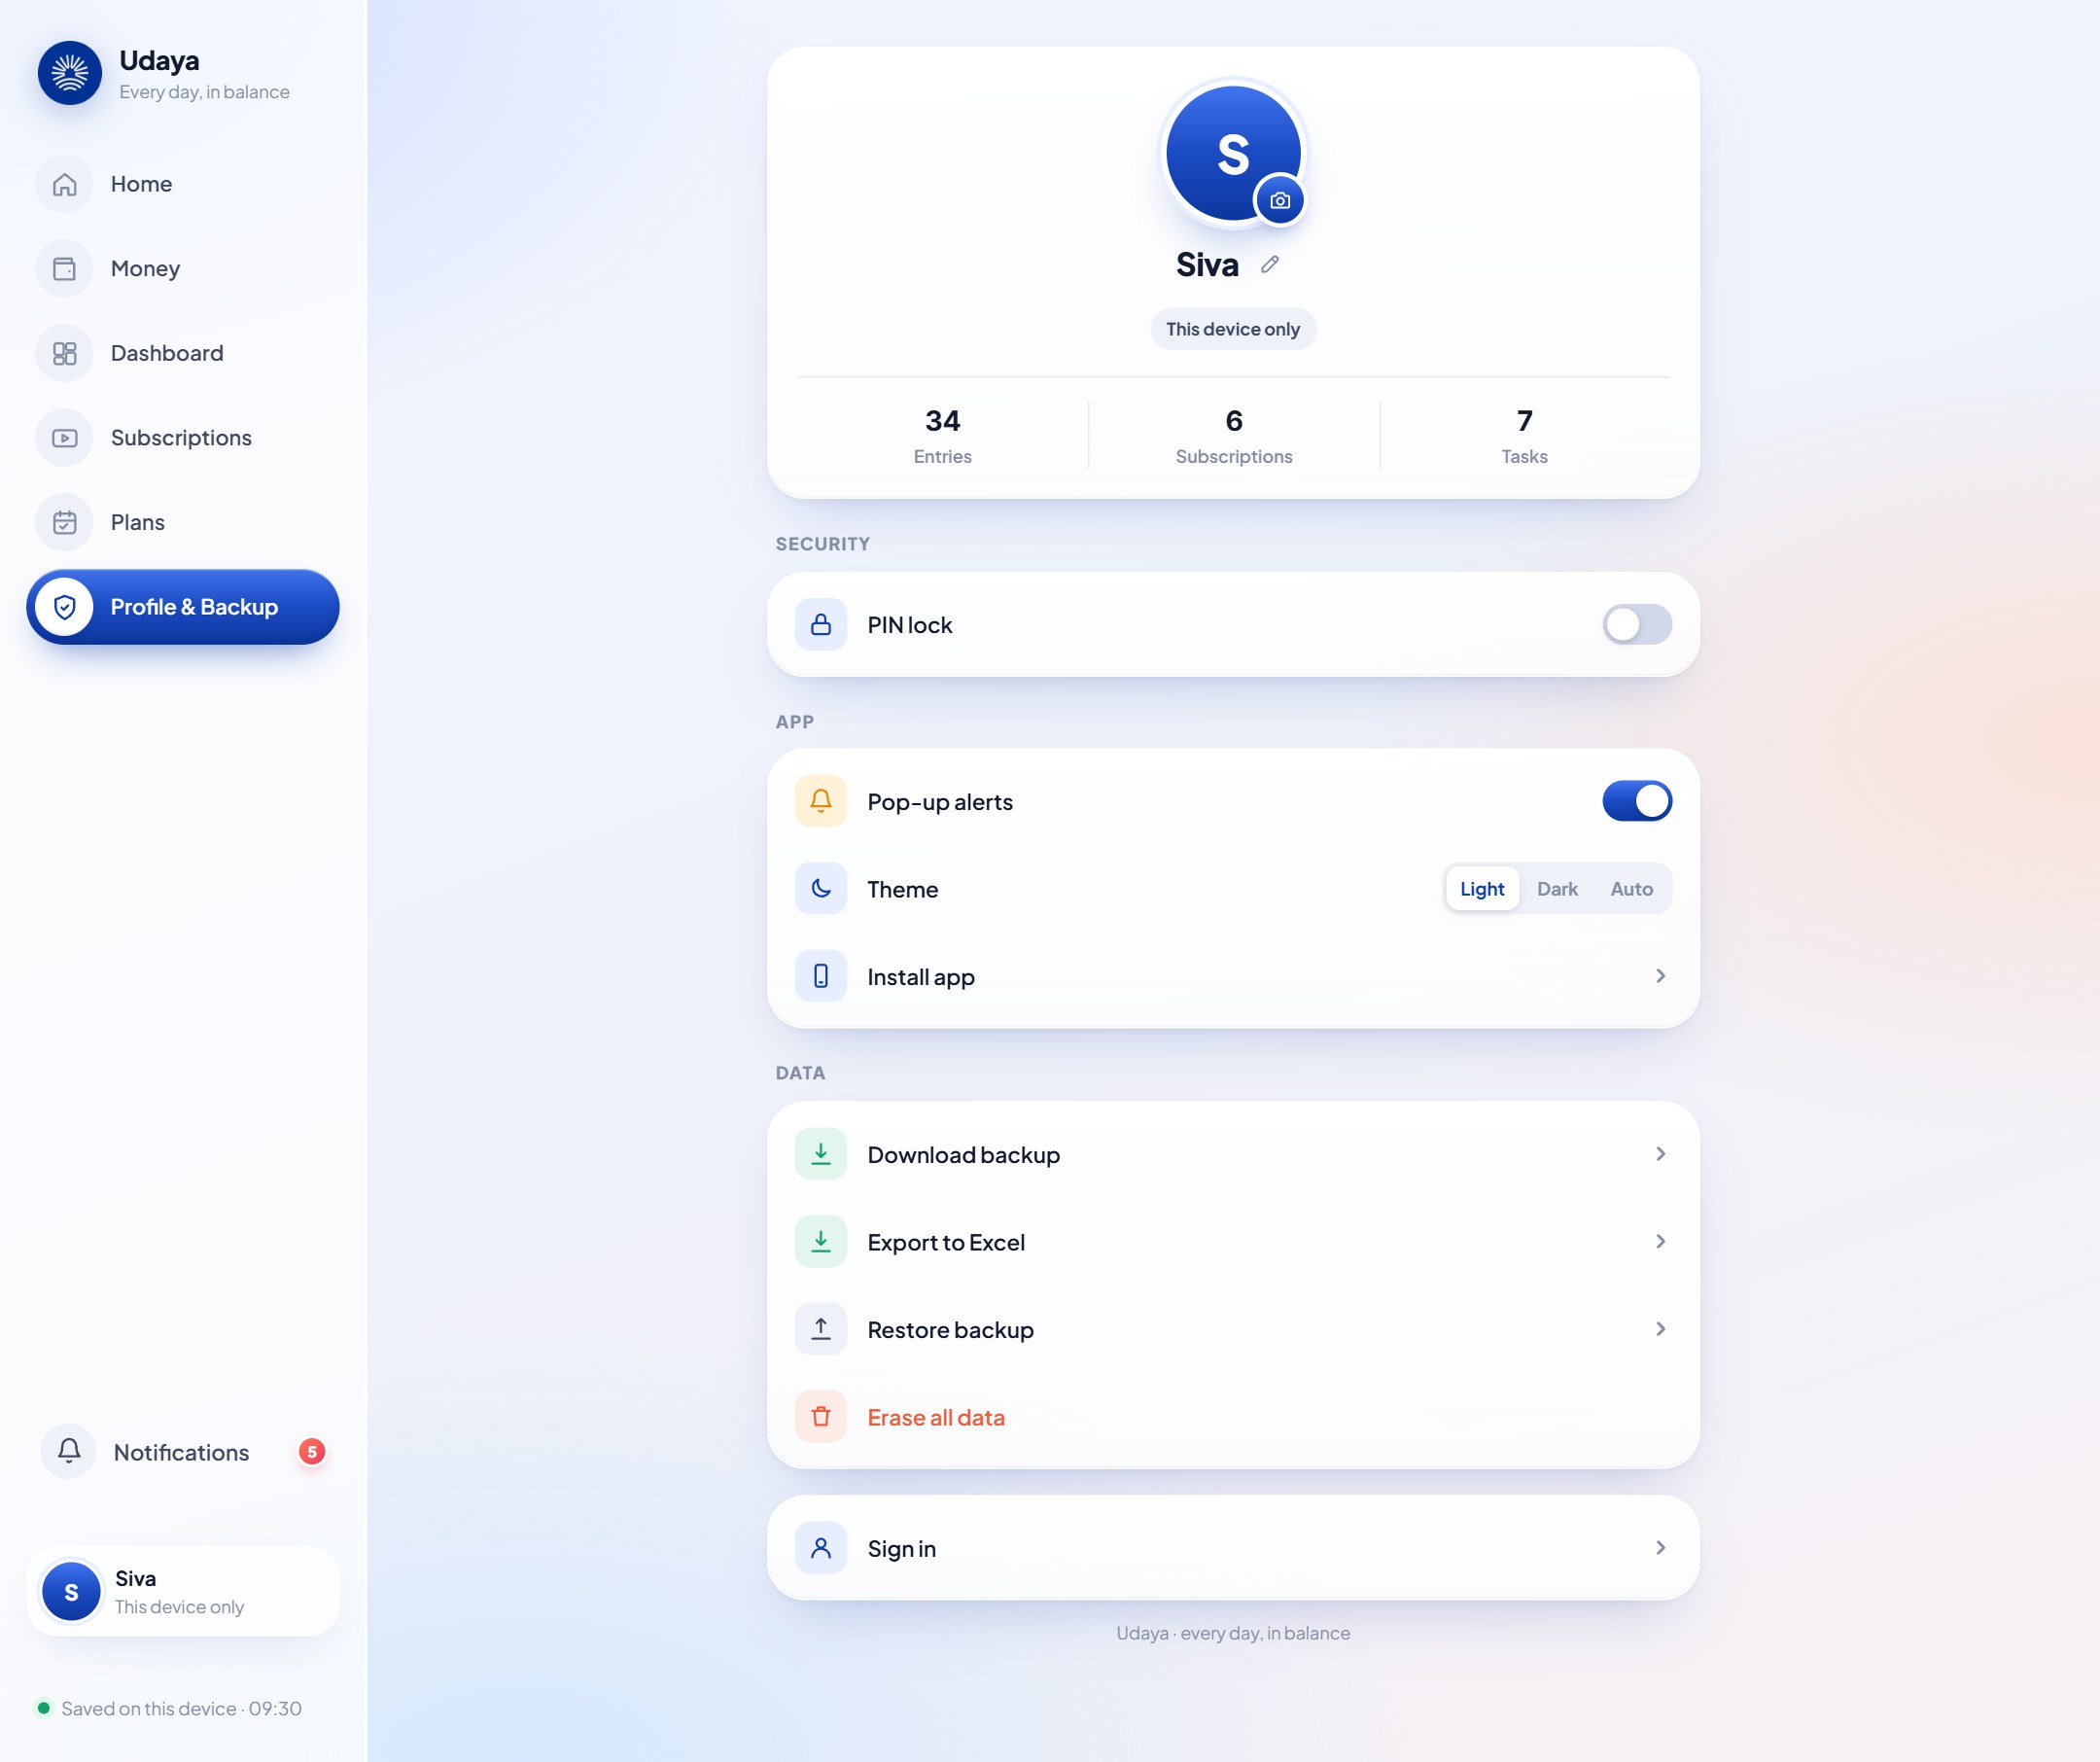 Udaya
Every day, in balance
Home
Money
Dashboard
Subscriptions
Plans
Profile & Backup
Notifications
5
S
Siva
This device only
Saved on this device · 09:30
S
Siva
This device only
34
Entries
6
Subscriptions
7
Tasks
SECURITY
PIN lock
APP
Pop-up alerts
Theme
Light Dark Auto
Install app
DATA
Download backup
Export to Excel
Restore backup
Erase all data
Sign in
Udaya · every day, in balance